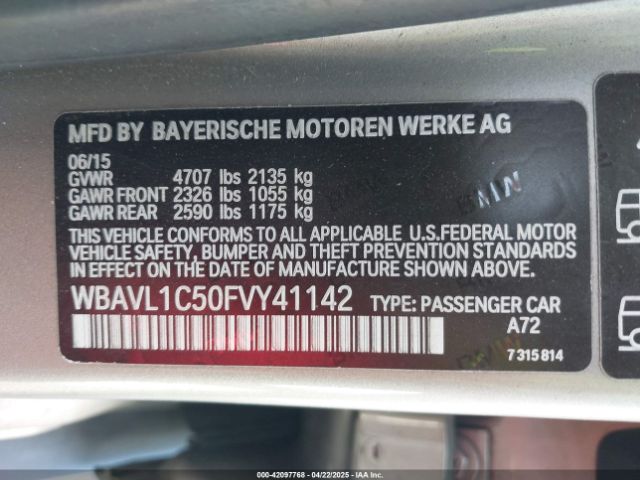 MFD BY BAYERISCHE MOTOREN WERKE AG
06/15
GVWR 4707 lbs 2135 kg
GAWR FRONT 2326 lbs 1055 kg
GAWR REAR 2590 lbs 1175 kg
THIS VEHICLE CONFORMS TO ALL APPLICABLE U.S.FEDERAL MOTOR
VEHICLE SAFETY, BUMPER AND THEFT PREVENTION STANDARDS
IN EFFECT ON THE DATE OF MANUFACTURE SHOWN ABOVE.
WBAVL1C50FVY41142 TYPE: PASSENGER CAR
A72
7 315 814
000-42097768 - 04/22/2025 - IAA Inc.